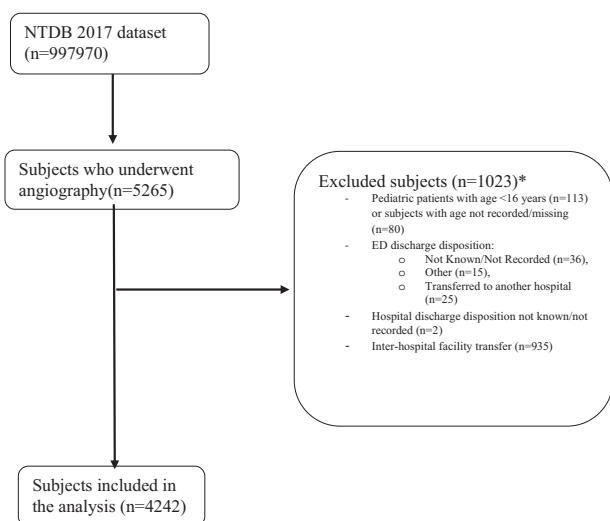 NTDB 2017 dataset
(n=997970)
Subjects who underwent
angiography(n=5265)
Excluded subjects (n=1023)*
- Pediatric patients with age <16 years (n=113)
or subjects with age not recorded/missing
(n=80)
- ED discharge disposition:
o Not Known/Not Recorded (n=36),
o Other (n=15),
o Transferred to another hospital
(n=25)
- Hospital discharge disposition not known/not
recorded (n=2)
- Inter-hospital facility transfer (n=935)
Subjects included in
the analysis (n=4242)